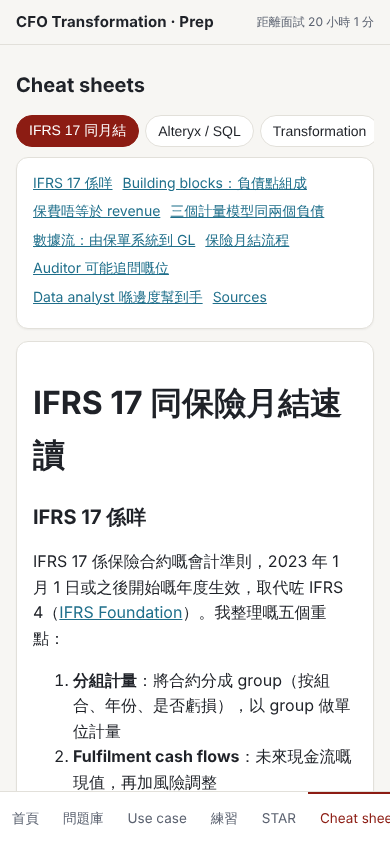 CFO Transformation · Prep
距離面試 20 小時 1 分
Cheat sheets
IFRS 17 同月結
Alteryx / SQL
Transformation
IFRS 17 係咩 Building blocks：負債點組成
保費唔等於 revenue 三個計量模型同兩個負債
數據流：由保單系統到 GL 保險月結流程
Auditor 可能追問嘅位
Data analyst 喺邊度幫到手 Sources
IFRS 17 同保險月結速
讀
IFRS 17 係咩
IFRS 17 係保險合約嘅會計準則，2023 年 1
月 1 日或之後開始嘅年度生效，取代咗 IFRS
4（IFRS Foundation）。我整理嘅五個重
點：
1. 分組計量：將合約分成 group（按組
合、年份、是否虧損），以 group 做單
位計量
2. Fulfilment cash flows：未來現金流嘅
現值，再加風險調整
首頁
問題庫
Use case
練習
STAR
Cheat shee